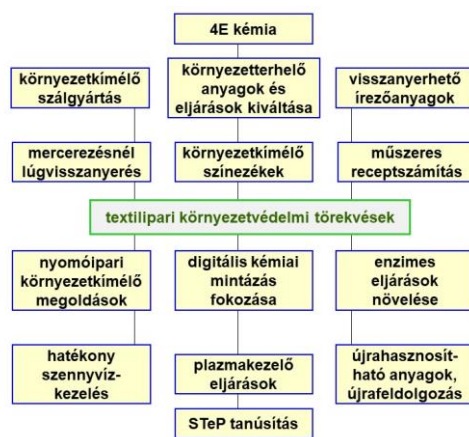 4E kémia
környezetkímélő
szálgyártás
környezetterhelő
anyagok és
eljárások kiváltása
visszanyerhető
írezőanyagok
mercerezésnél
lúgvisszanyerés
környezetkímélő
színezékek
műszeres
receptszámítás
textilipari környezetvédelmi törekvések
nyomóipari
környezetkímélő
megoldások
digitális kémiai
mintázás
fokozása
enzimes
eljárások
növelése
hatékony
szennyvíz-
kezelés
plazmakezelő
eljárások
újrahasznosít-
ható anyagok,
újrafeldolgozás
STeP tanúsítás